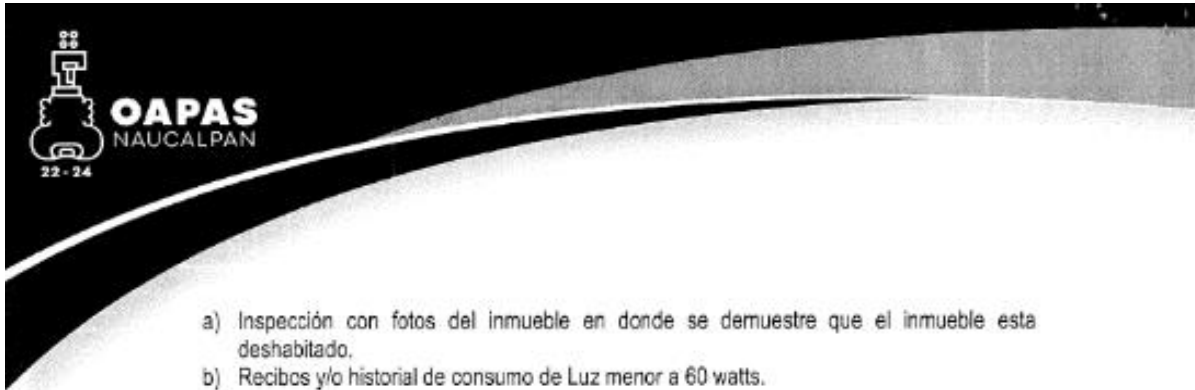 OAPAS
NAUCALPAN
22-24
a) Inspección con fotos del inmueble en donde se demuestre que el inmueble esta
deshabitado.
b) Recibos y/o historial de consumo de Luz menor a 60 watts.